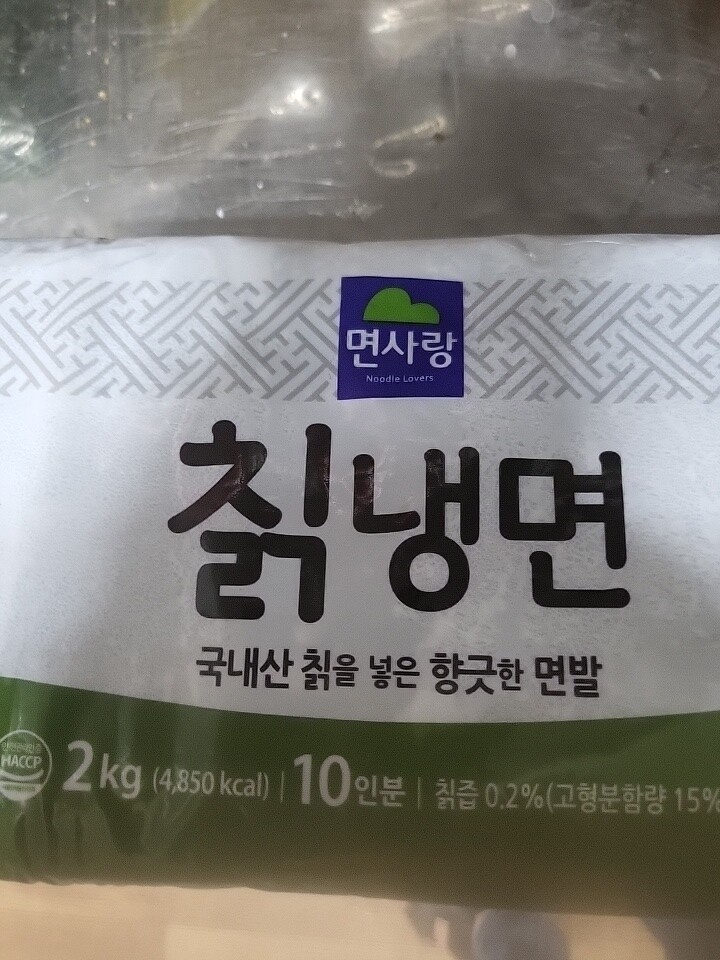 면사랑
Noodle Lovers
칡냉면
국내산 칡을 넣은 향긋한 면발
HACCP
2kg (4,850 kcal) | 10인분 | 칡즙 0.2%(고형분함량 15%